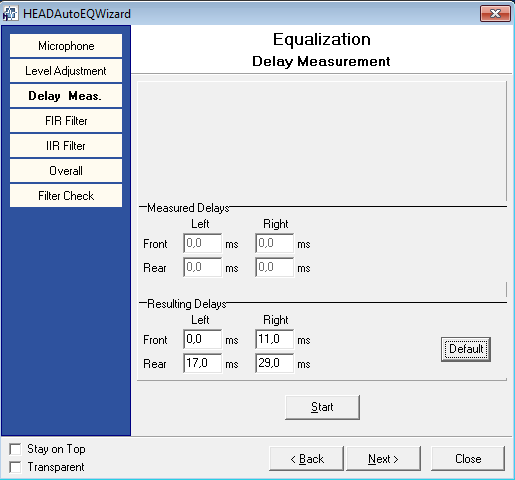 HEADAutoEQWizard
Microphone
Level Adjustment
Delay Meas.
FIR Filter
IIR Filter
Overall
Filter Check
Equalization
Delay Measurement
Measured Delays
Left Right
Front 0,0 ms 0,0 ms
Rear 0,0 ms 0,0 ms
Resulting Delays
Left Right
Front 0,0 ms 11,0 ms
Rear 17,0 ms 29,0 ms
Default
Start
Stay on Top
Transparent
< Back Next > Close